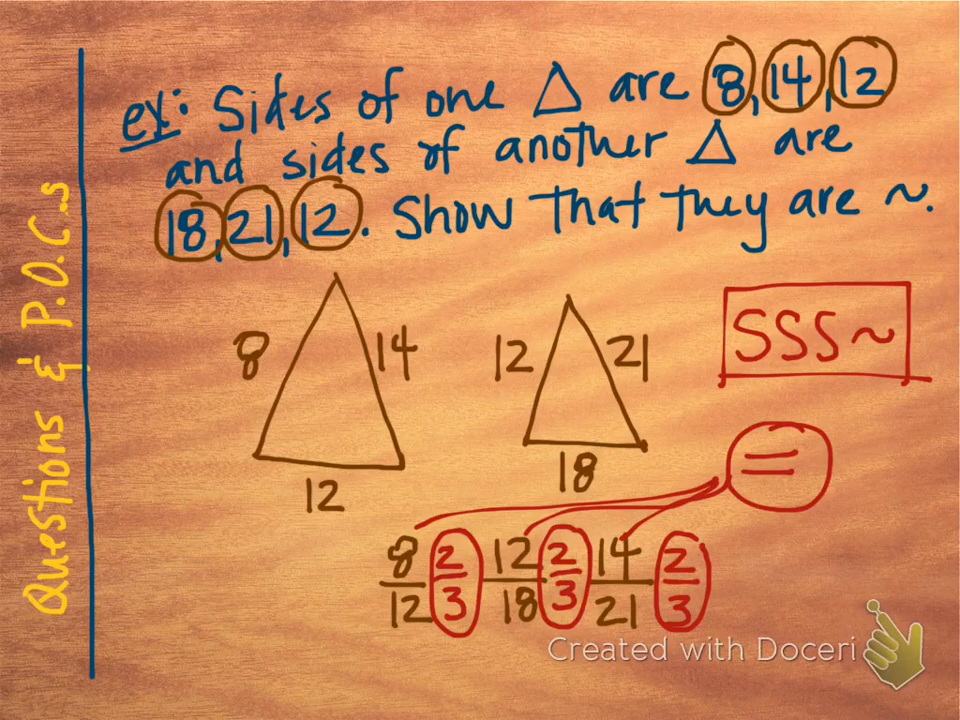 Questions & P.O.C.s
ex: Sides of one △ are 8, 14, 12
and sides of another △ are
18, 21, 12. Show that they are ~.
8 14
12
12 21
18
SSS ~
=
8/12 2/3 12/18 2/3 14/21 2/3
Created with Doceri